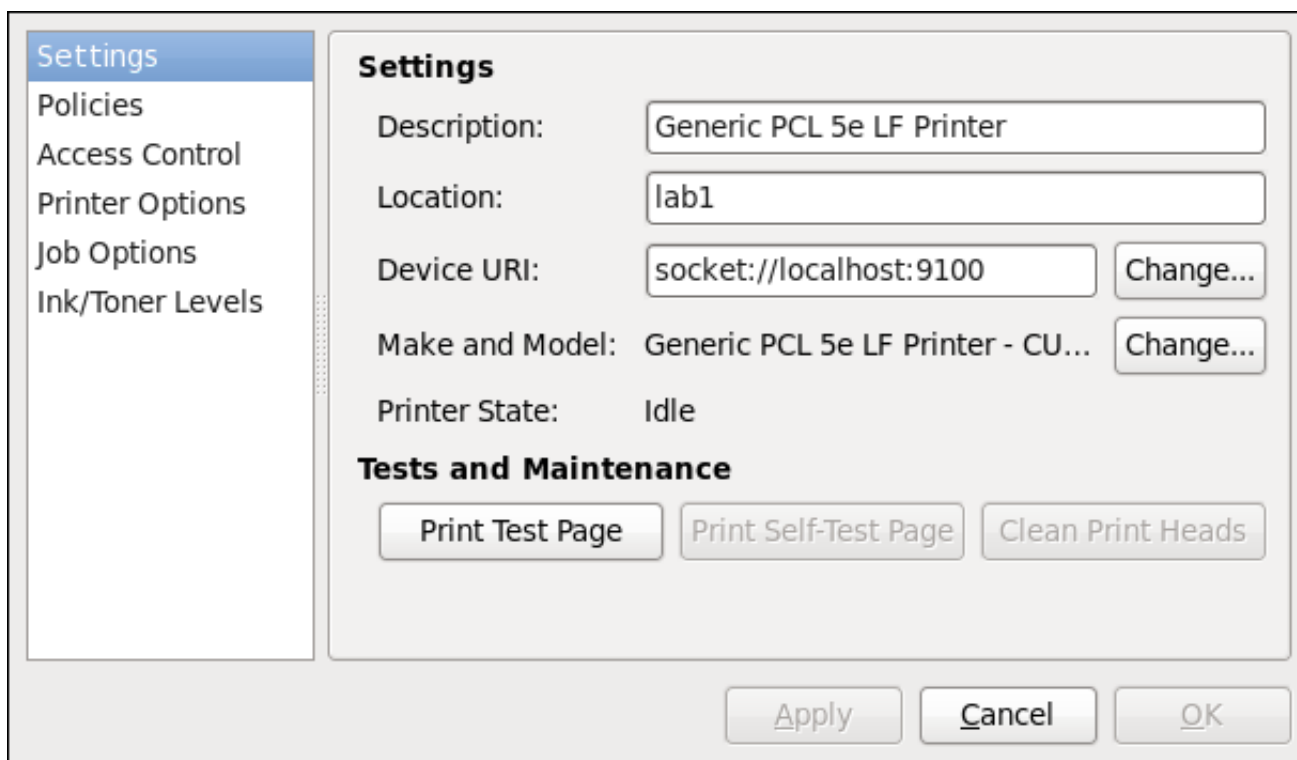 Settings
Policies
Access Control
Printer Options
Job Options
Ink/Toner Levels
Settings
Description: Generic PCL 5e LF Printer
Location: lab1
Device URI: socket://localhost:9100 Change...
Make and Model: Generic PCL 5e LF Printer - CU... Change...
Printer State: Idle
Tests and Maintenance
Print Test Page Print Self-Test Page Clean Print Heads
Apply Cancel OK